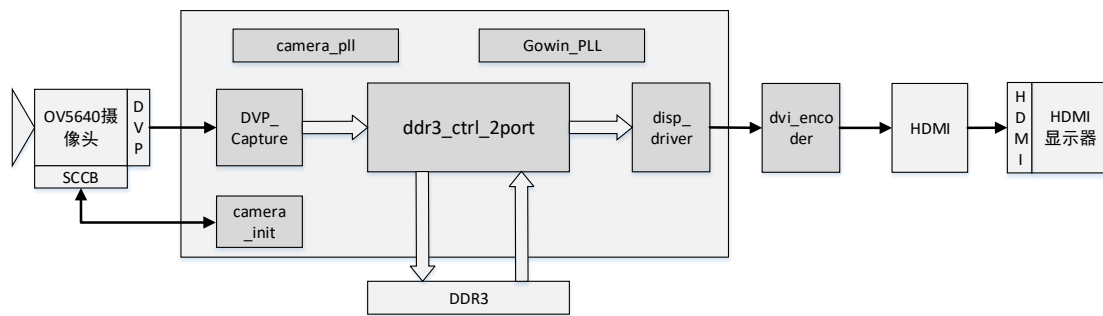 camera_pll
Gowin_PLL
OV5640摄
像头
D
V
P
SCCB
DVP_
Capture
ddr3_ctrl_2port
disp_
driver
dvi_enco
der
HDMI
H
D
M
I
HDMI
显示器
camera
_init
DDR3